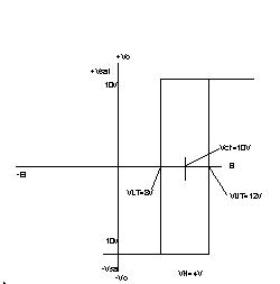 +Vo
+Vsat
10V
Vctr=10V
-Ei
Ei
VLT=8V
VUT=12V
10V
-Vsat
-Vo
VH=4V